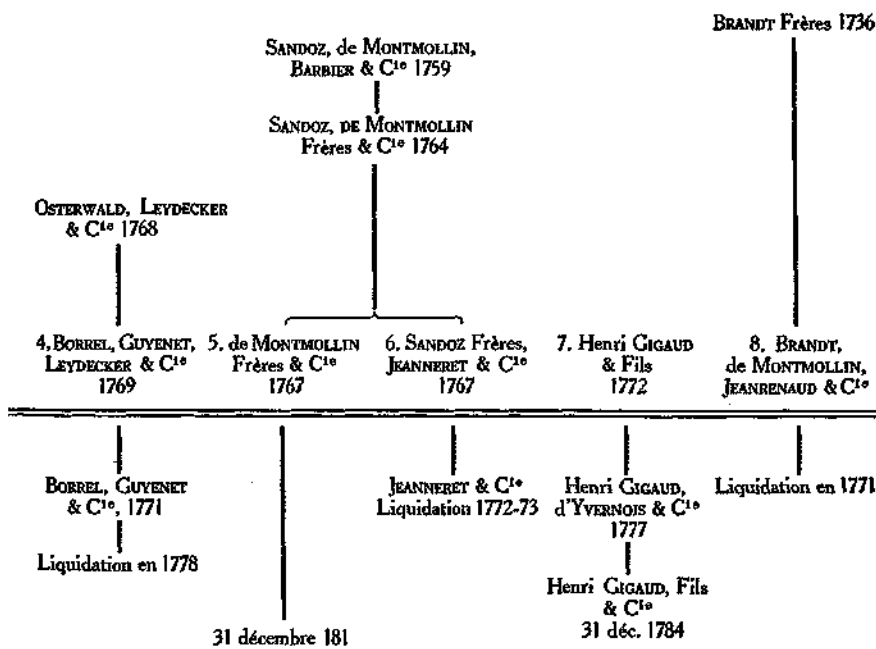 BRANDT Frères 1736
SANDOZ, de MONTMOLLIN,
BARBIER & Cie 1759
SANDOZ, DE MONTMOLLIN
Frères & Cie 1764
OSTERWALD, LEYDECKER
& Cie 1768
4. BORREL, GUYENET,
LEYDECKER & Cie
1769
5. de MONTMOLLIN
Frères & Cie
1767
6. SANDOZ Frères,
JEANNERET & Cie
1767
7. Henri GIGAUD
& Fils
1772
8. BRANDT,
de MONTMOLLIN,
JEANRENAUD & Cie
BORREL, GUYENET
& Cie, 1771
Liquidation en 1778
31 décembre 181
JEANNERET & Cie
Liquidation 1772-73
Henri GIGAUD,
d'YVERNOIS & Cie
1777
Henri GIGAUD, Fils
& Cie
31 déc. 1784
Liquidation en 1771